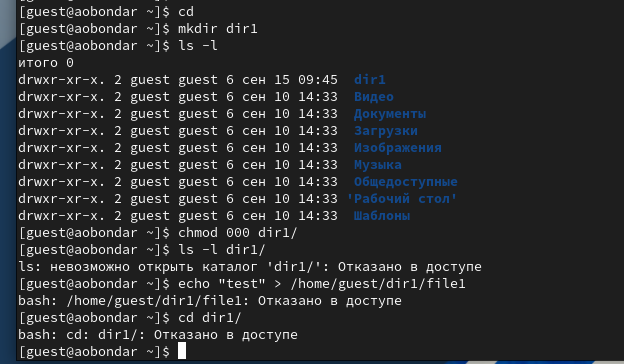 [guest@aobondar ~]$ cd
[guest@aobondar ~]$ mkdir dir1
[guest@aobondar ~]$ ls -l
итого 0
drwxr-xr-x. 2 guest guest 6 сен 15 09:45  dir1
drwxr-xr-x. 2 guest guest 6 сен 10 14:33  Видео
drwxr-xr-x. 2 guest guest 6 сен 10 14:33  Документы
drwxr-xr-x. 2 guest guest 6 сен 10 14:33  Загрузки
drwxr-xr-x. 2 guest guest 6 сен 10 14:33  Изображения
drwxr-xr-x. 2 guest guest 6 сен 10 14:33  Музыка
drwxr-xr-x. 2 guest guest 6 сен 10 14:33  Общедоступные
drwxr-xr-x. 2 guest guest 6 сен 10 14:33 'Рабочий стол'
drwxr-xr-x. 2 guest guest 6 сен 10 14:33  Шаблоны
[guest@aobondar ~]$ chmod 000 dir1/
[guest@aobondar ~]$ ls -l dir1/
ls: невозможно открыть каталог 'dir1/': Отказано в доступе
[guest@aobondar ~]$ echo "test" > /home/guest/dir1/file1
bash: /home/guest/dir1/file1: Отказано в доступе
[guest@aobondar ~]$ cd dir1/
bash: cd: dir1/: Отказано в доступе
[guest@aobondar ~]$